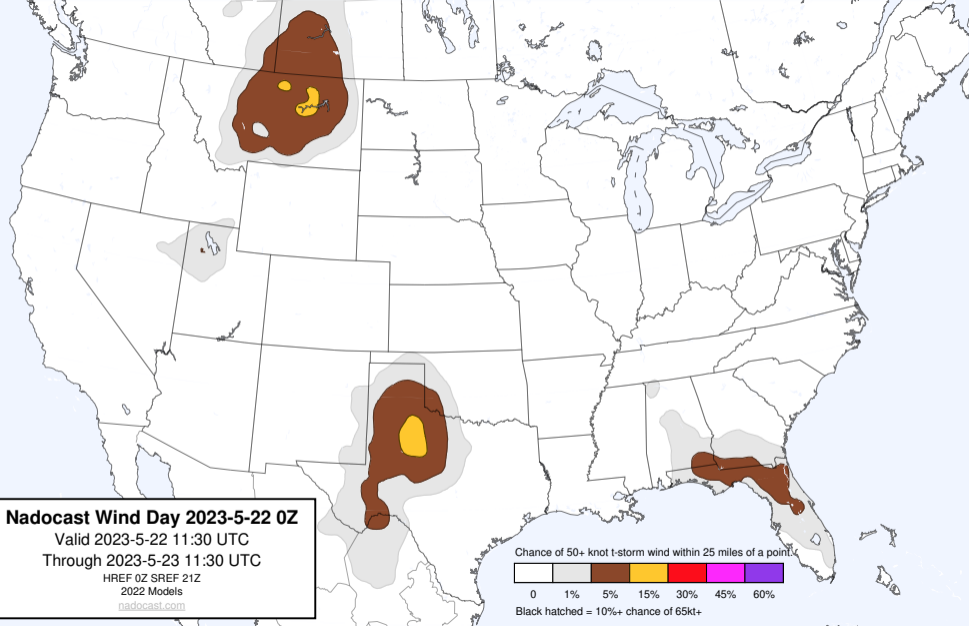 Nadocast Wind Day 2023-5-22 0Z
Valid 2023-5-22 11:30 UTC
Through 2023-5-23 11:30 UTC
HREF 0Z SREF 21Z
2022 Models
nadocast.com
Chance of 50+ knot t-storm wind within 25 miles of a point.
0 1% 5% 15% 30% 45% 60%
Black hatched = 10%+ chance of 65kt+